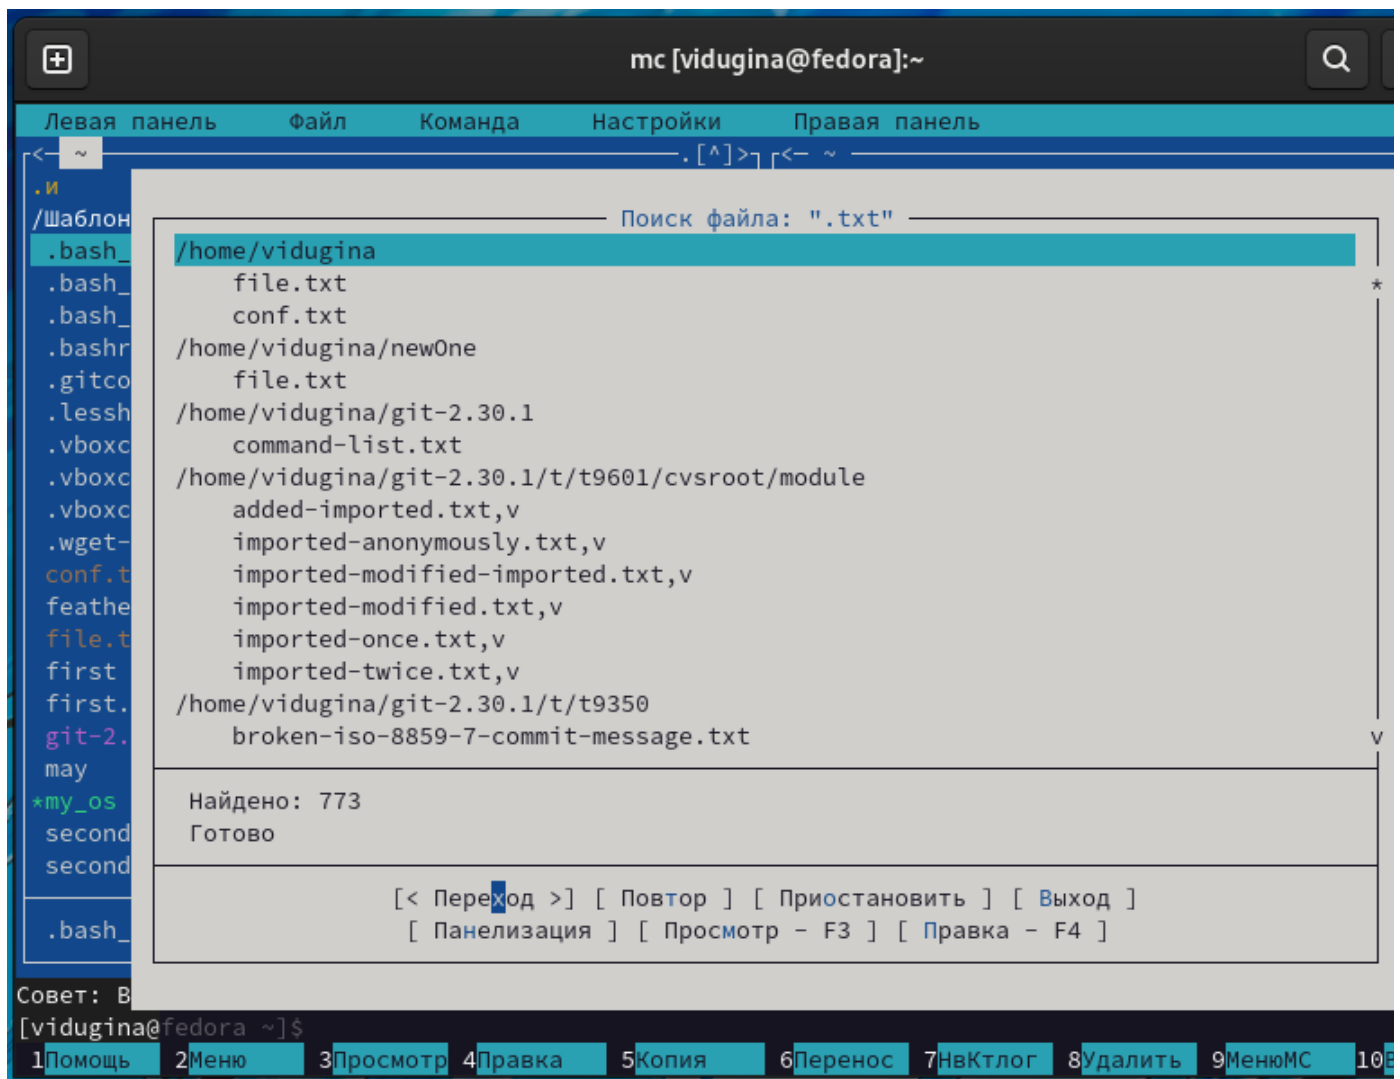 mc [vidugina@fedora]:~
Левая панель Файл Команда Настройки Правая панель
<- ~ .[^]> <- ~
.и
/Шаблон Поиск файла: ".txt"
.bash_ /home/vidugina
.bash_ file.txt *
.bash_ conf.txt
.bashr /home/vidugina/newOne
.gitco file.txt
.lessh /home/vidugina/git-2.30.1
.vboxc command-list.txt
.vboxc /home/vidugina/git-2.30.1/t/t9601/cvsroot/module
.vboxc added-imported.txt,v
.wget- imported-anonymously.txt,v
conf.t imported-modified-imported.txt,v
feathe imported-modified.txt,v
file.t imported-once.txt,v
first imported-twice.txt,v
first. /home/vidugina/git-2.30.1/t/t9350
git-2. broken-iso-8859-7-commit-message.txt v
may
*my_os Найдено: 773
second Готово
second
[< Переход >] [ Повтор ] [ Приостановить ] [ Выход ]
.bash_ [ Панелизация ] [ Просмотр - F3 ] [ Правка - F4 ]
Совет: В
[vidugina@fedora ~]$
1Помощь 2Меню 3Просмотр 4Правка 5Копия 6Перенос 7НвКтлог 8Удалить 9МенюМС 10